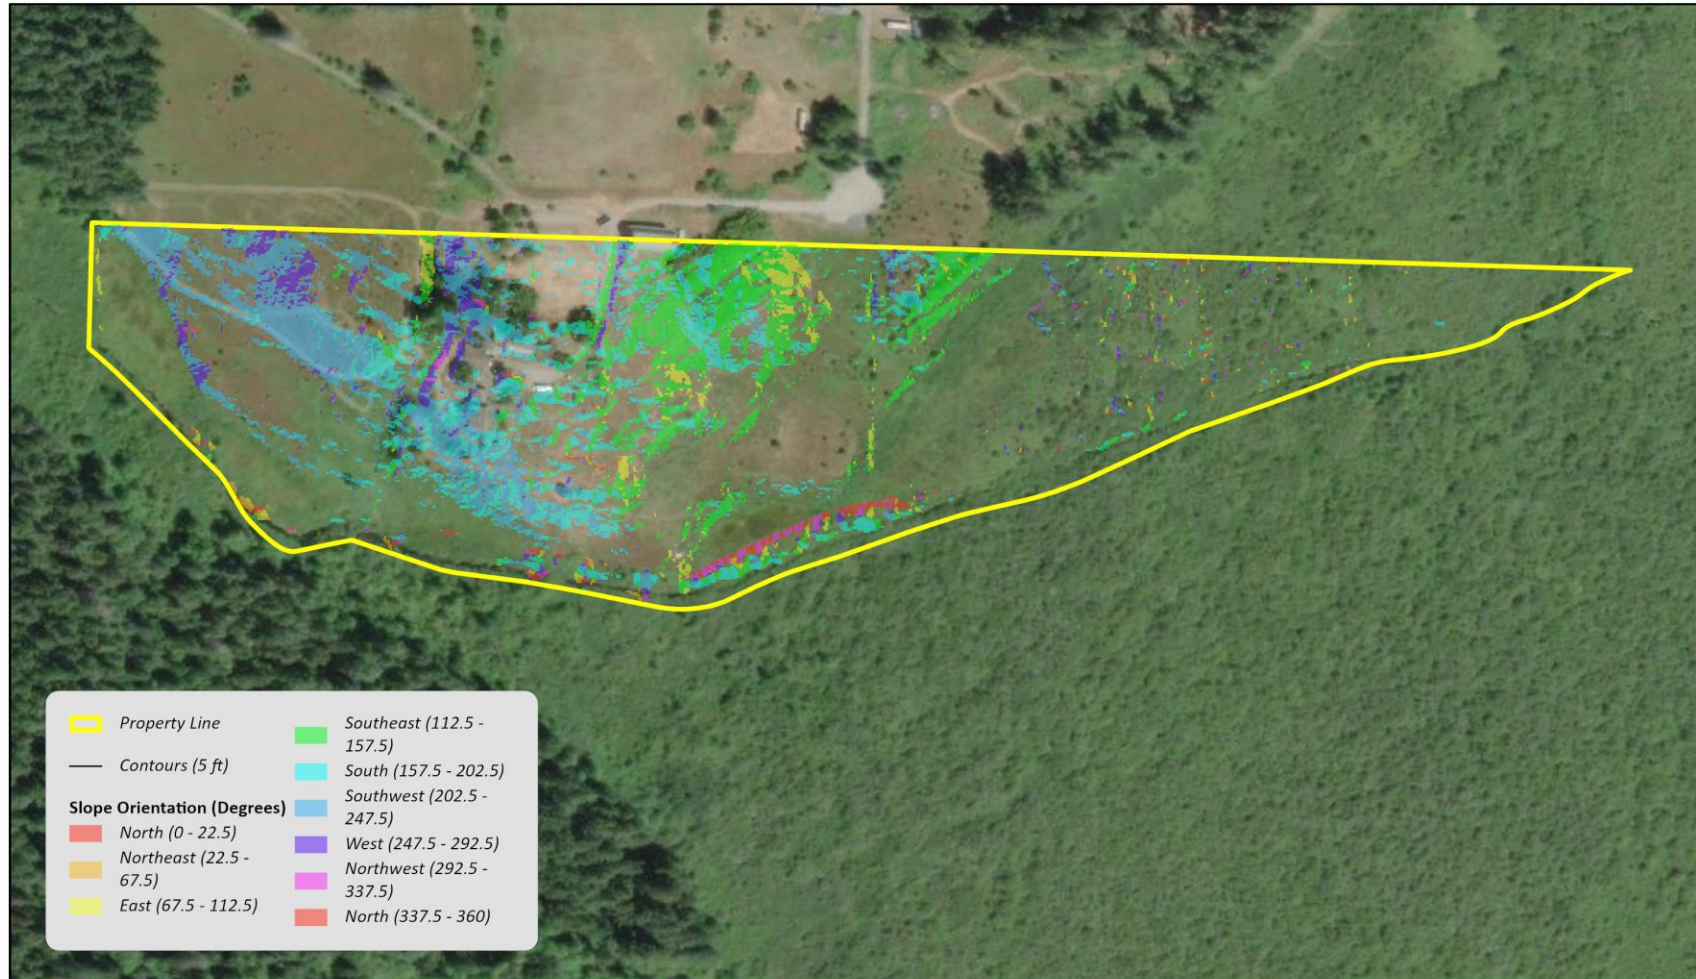 Property Line
Contours (5 ft)
Slope Orientation (Degrees)
North (0 - 22.5)
Northeast (22.5 -
67.5)
East (67.5 - 112.5)
Southeast (112.5 -
157.5)
South (157.5 - 202.5)
Southwest (202.5 -
247.5)
West (247.5 - 292.5)
Northwest (292.5 -
337.5)
North (337.5 - 360)